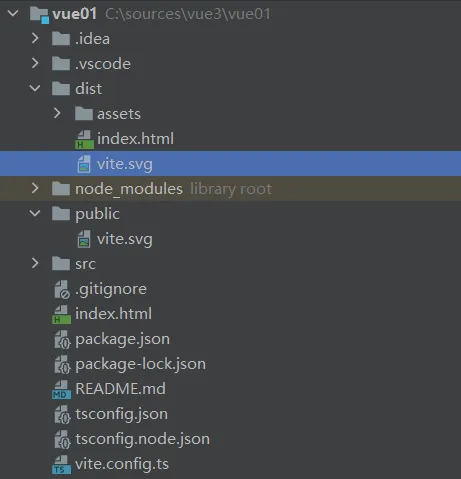 vue01 C:\sources\vue3\vue01
.idea
.vscode
dist
assets
index.html
vite.svg
node_modules library root
public
vite.svg
src
.gitignore
index.html
package.json
package-lock.json
README.md
tsconfig.json
tsconfig.node.json
vite.config.ts